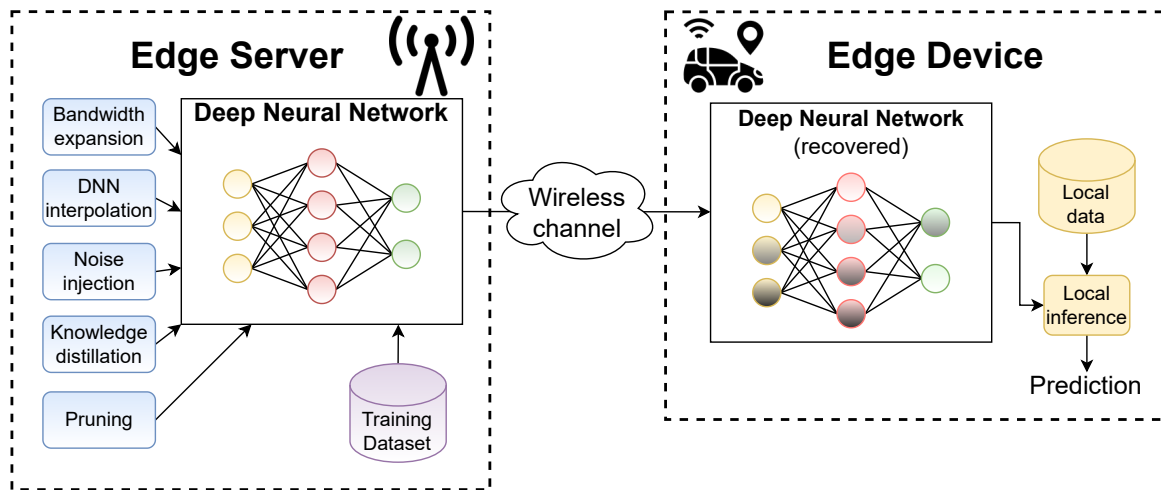 Edge Server
Bandwidth
expansion
DNN
interpolation
Noise
injection
Knowledge
distillation
Pruning
Deep Neural Network
Training
Dataset
Wireless
channel
Edge Device
Deep Neural Network
(recovered)
Local
data
Local
inference
Prediction